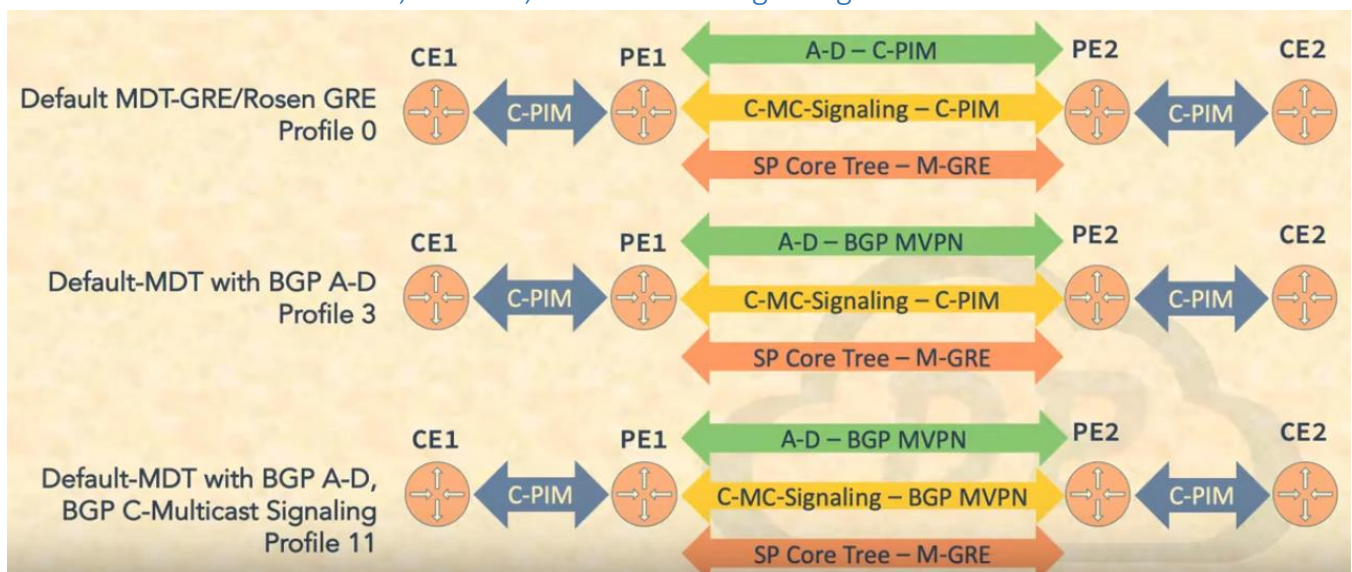 CE1 PE1 A-D – C-PIM PE2 CE2
Default MDT-GRE/Rosen GRE
Profile 0
C-PIM C-MC-Signaling – C-PIM C-PIM
SP Core Tree – M-GRE
CE1 PE1 A-D – BGP MVPN PE2 CE2
Default-MDT with BGP A-D
Profile 3
C-PIM C-MC-Signaling – C-PIM C-PIM
SP Core Tree – M-GRE
CE1 PE1 A-D – BGP MVPN PE2 CE2
Default-MDT with BGP A-D,
BGP C-Multicast Signaling
Profile 11
C-PIM C-MC-Signaling – BGP MVPN C-PIM
SP Core Tree – M-GRE